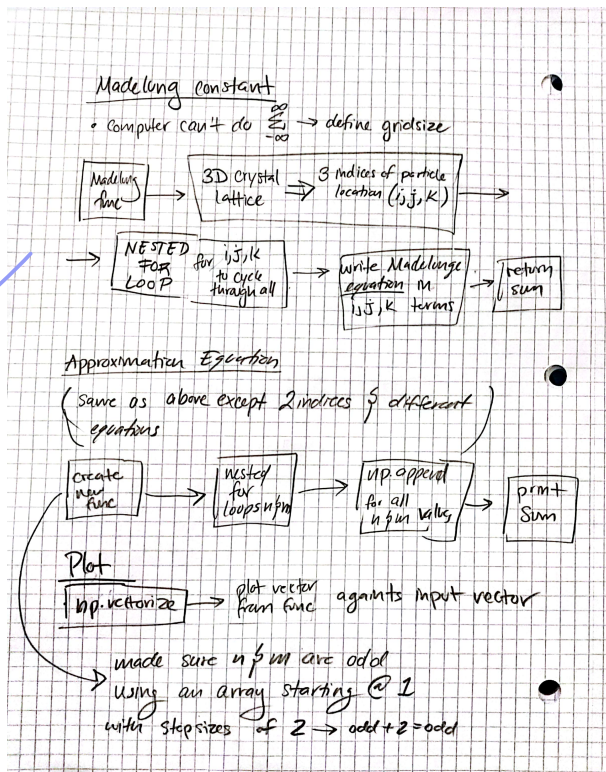 Madelung constant
• computer can't do ∞ Σ -∞ → define gridsize
Madelung
func
3D crystal
lattice
⇒ 3 indices of particle
location (i,j,k)
NESTED
FOR
LOOP
for i,j,k
to cycle
through all
write Madelunge
equation in
i,j,k terms
return
sum
Approximation Equation
(same as above except 2 indices & different
equations)
create
new
func
nested
for
loops n&m
np.append
for all
n&m values
print
sum
Plot
np.vectorize
plot vector
from func
againts input vector
made sure n & m are odd
using an array starting @ 1
with stepsizes of 2 → odd + 2 = odd